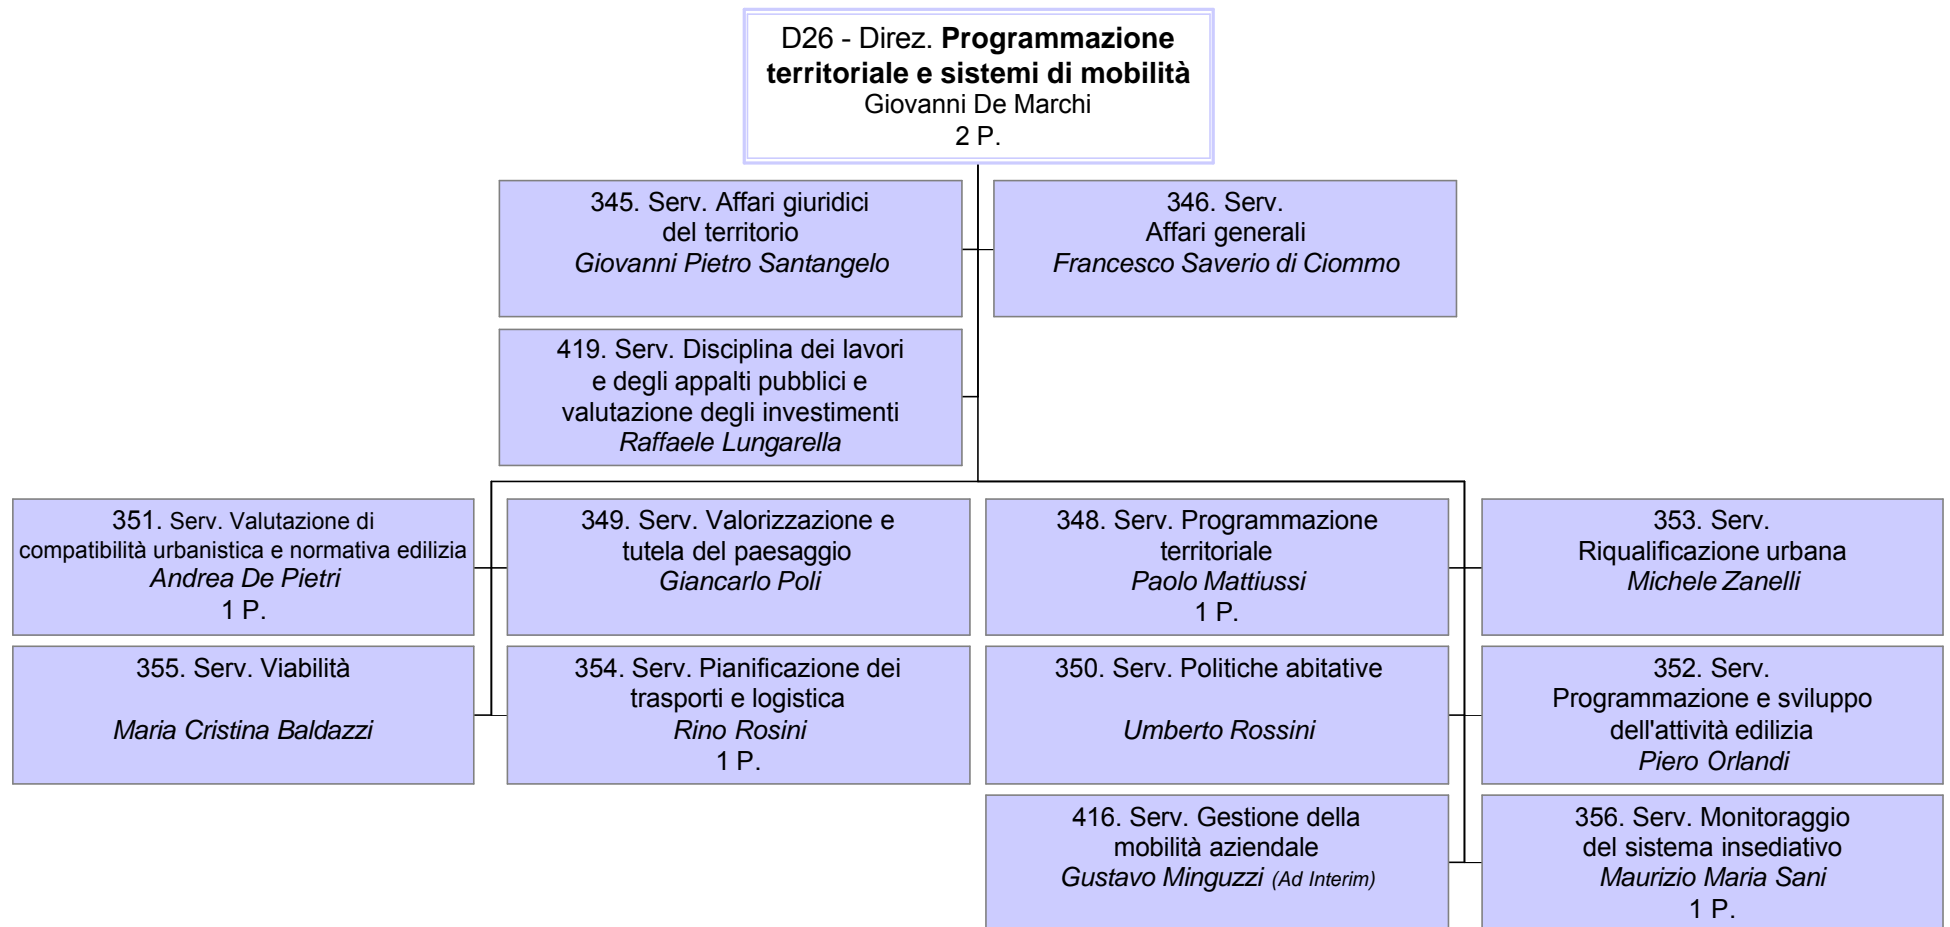 D26 - Direz. Programmazione
territoriale e sistemi di mobilità
Giovanni De Marchi
2 P.
345. Serv. Affari giuridici
del territorio
Giovanni Pietro Santangelo
346. Serv.
Affari generali
Francesco Saverio di Ciommo
419. Serv. Disciplina dei lavori
e degli appalti pubblici e
valutazione degli investimenti
Raffaele Lungarella
351. Serv. Valutazione di
compatibilità urbanistica e normativa edilizia
Andrea De Pietri
1 P.
349. Serv. Valorizzazione e
tutela del paesaggio
Giancarlo Poli
348. Serv. Programmazione
territoriale
Paolo Mattiussi
1 P.
353. Serv.
Riqualificazione urbana
Michele Zanelli
355. Serv. Viabilità
Maria Cristina Baldazzi
354. Serv. Pianificazione dei
trasporti e logistica
Rino Rosini
1 P.
350. Serv. Politiche abitative
Umberto Rossini
352. Serv.
Programmazione e sviluppo
dell'attività edilizia
Piero Orlandi
416. Serv. Gestione della
mobilità aziendale
Gustavo Minguzzi (Ad Interim)
356. Serv. Monitoraggio
del sistema insediativo
Maurizio Maria Sani
1 P.